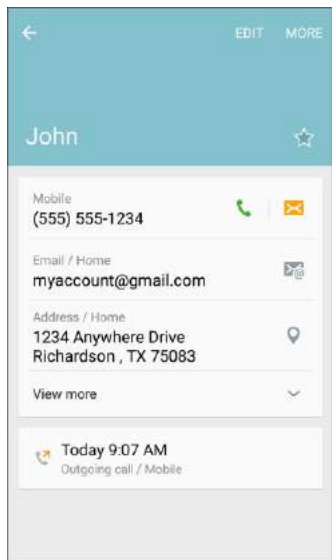 EDIT MORE
John
Mobile
(555) 555-1234
Email / Home
myaccount@gmail.com
Address / Home
1234 Anywhere Drive
Richardson , TX 75083
View more
Today 9:07 AM
Outgoing call / Mobile